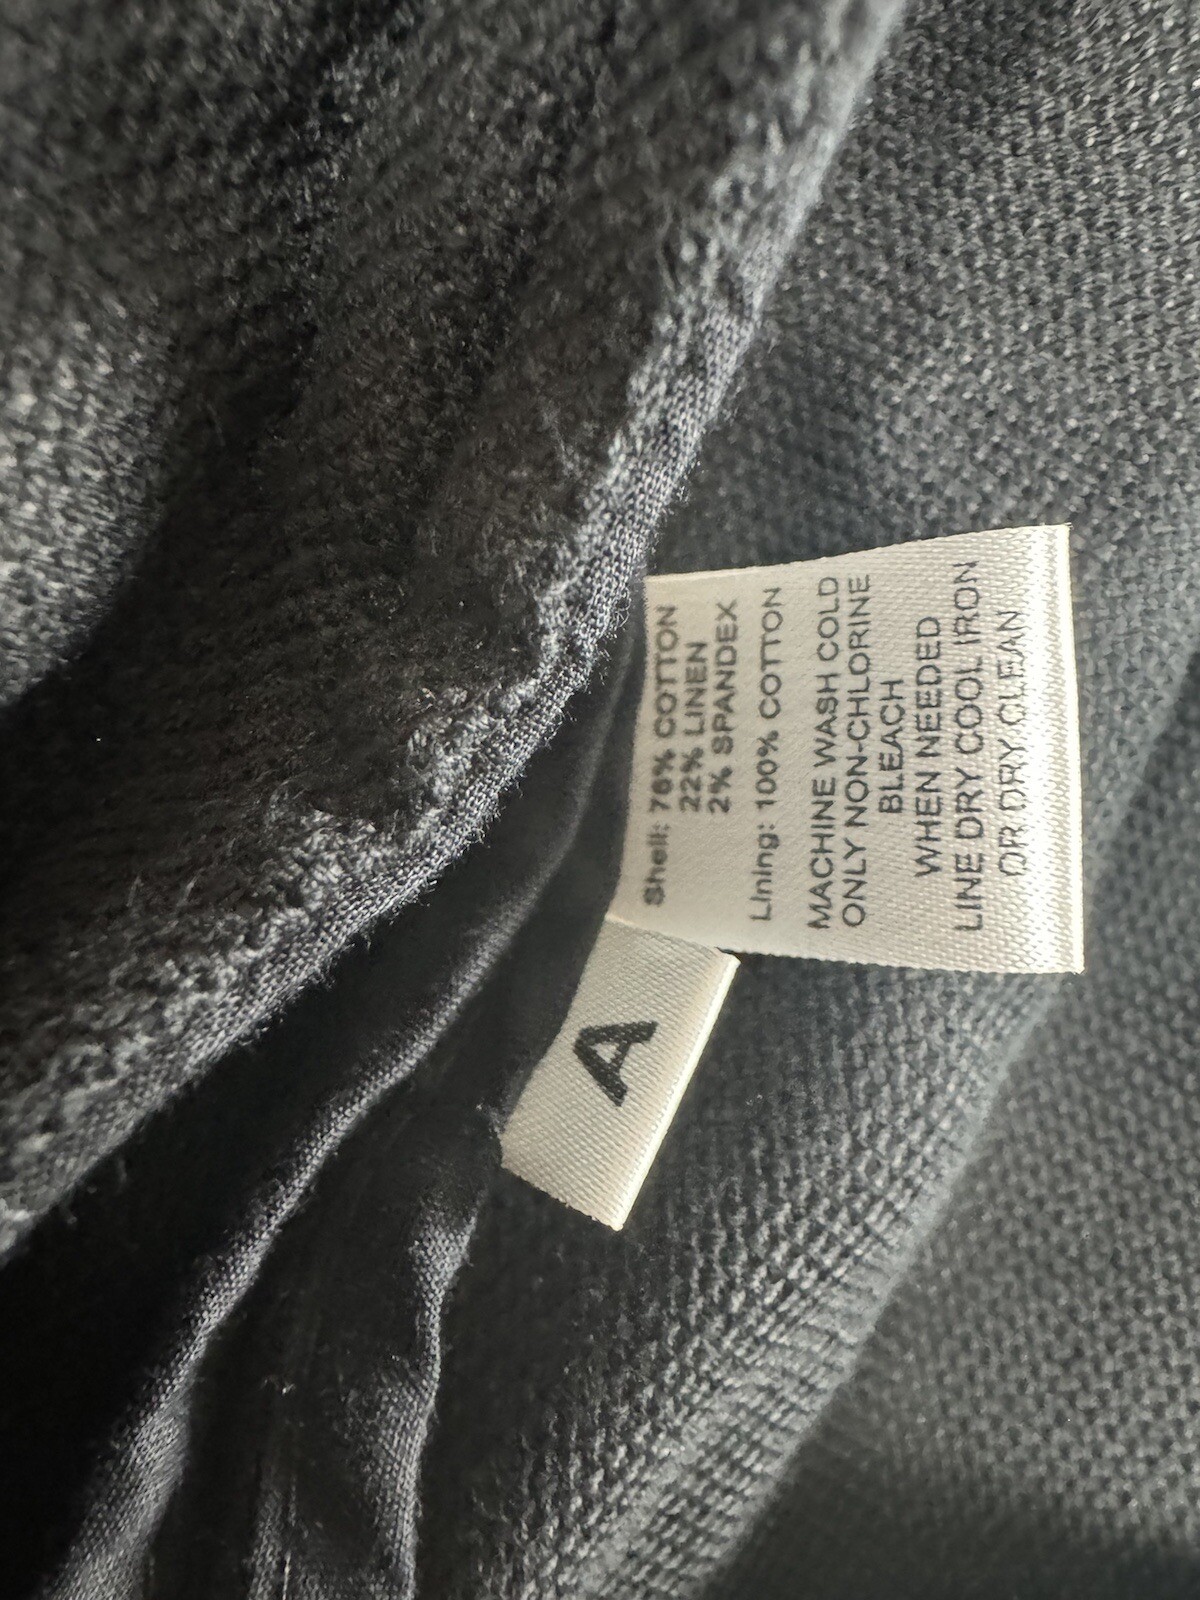 Shell: 76% COTTON
22% LINEN
2% SPANDEX
Lining: 100% COTTON
MACHINE WASH COLD
ONLY NON-CHLORINE
BLEACH
WHEN NEEDED
LINE DRY COOL IRON
OR DRY CLEAN
A